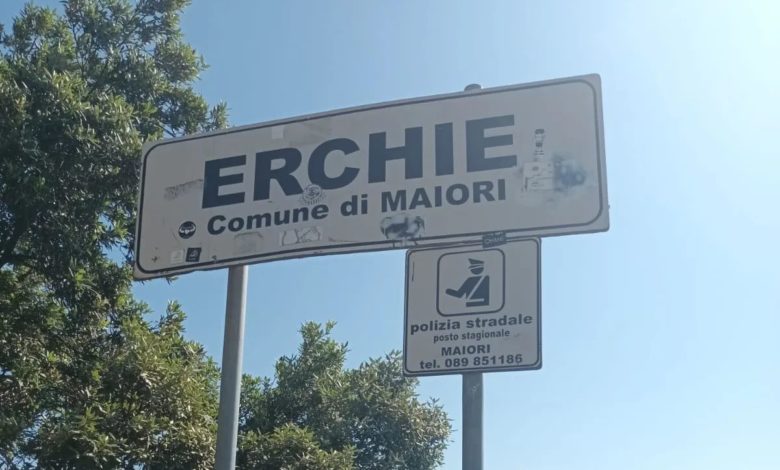 ERCHIE
Comune di MAIORI
polizia stradale
posto stagionale
MAIORI
tel. 089 851186